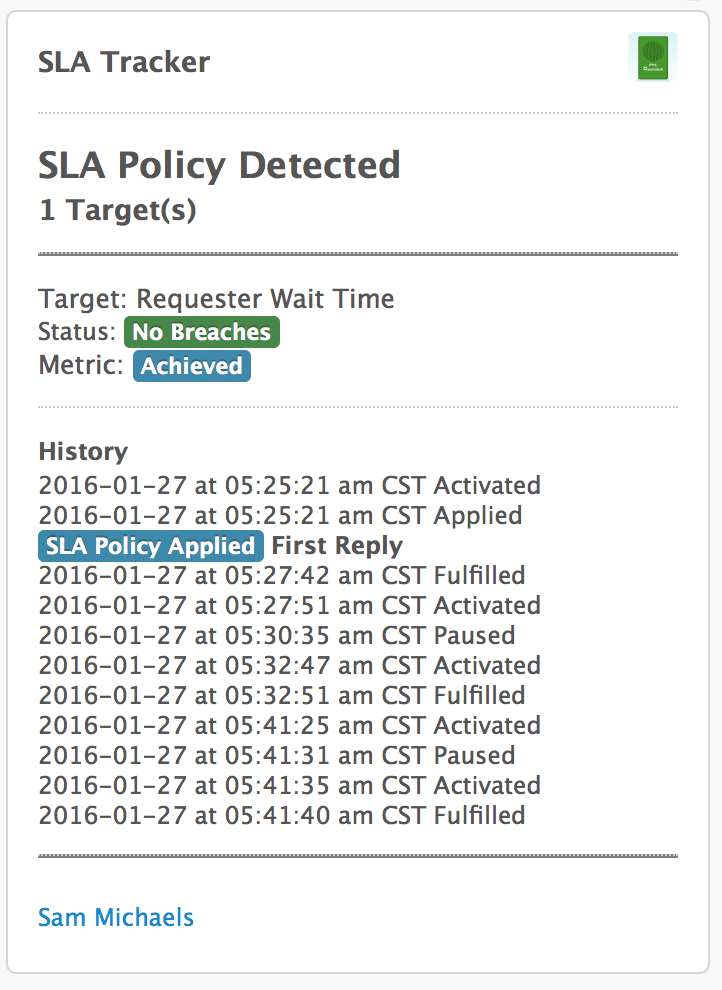 SLA Tracker
SLA Policy Detected
1 Target(s)
Target: Requester Wait Time
Status: No Breaches
Metric: Achieved
History
2016-01-27 at 05:25:21 am CST Activated
2016-01-27 at 05:25:21 am CST Applied
SLA Policy Applied First Reply
2016-01-27 at 05:27:42 am CST Fulfilled
2016-01-27 at 05:27:51 am CST Activated
2016-01-27 at 05:30:35 am CST Paused
2016-01-27 at 05:32:47 am CST Activated
2016-01-27 at 05:32:51 am CST Fulfilled
2016-01-27 at 05:41:25 am CST Activated
2016-01-27 at 05:41:31 am CST Paused
2016-01-27 at 05:41:35 am CST Activated
2016-01-27 at 05:41:40 am CST Fulfilled
Sam Michaels